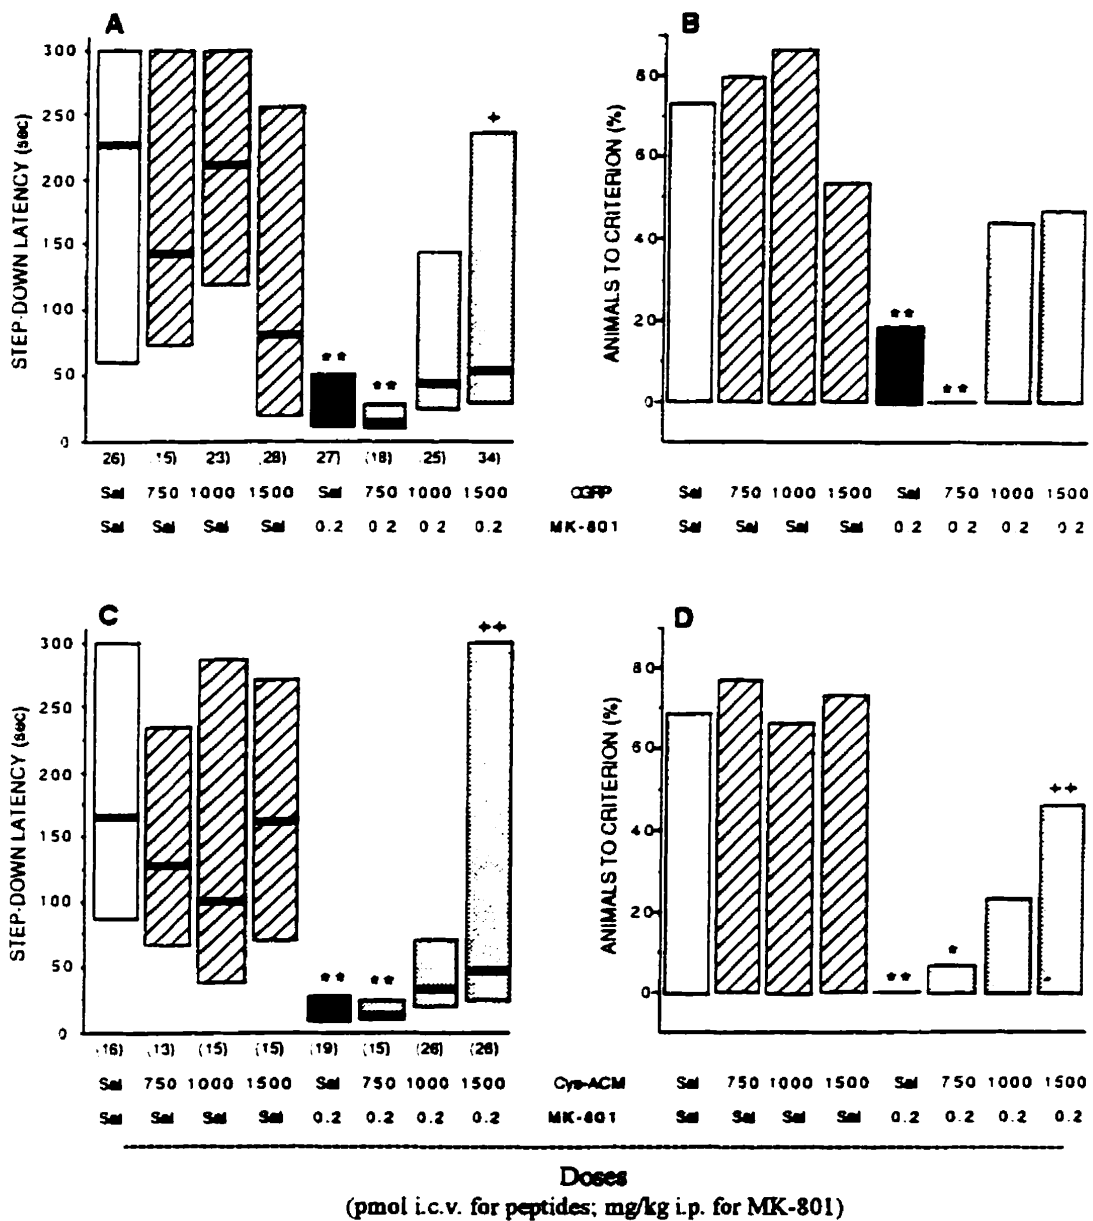 A
300
250
200
150
100
50
0
STEP-DOWN LATENCY (sec)
**
**
+
26) 15) 23) (28) 27) (18) 25) 34)
Sal 750 1000 1500 Sal 750 1000 1500 CGRP
Sal Sal Sal Sal 0.2 0 2 0 2 0.2 MK-801
B
80
60
40
20
0
ANIMALS TO CRITERION (%)
**
**
Sal 750 1000 1500 Sal 750 1000 1500
Sal Sal Sal Sal 0 2 0 2 0 2 0 2
C
300
250
200
150
100
50
0
STEP-DOWN LATENCY (sec)
**
**
++
(16) (13) (15) (15) (19) (15) (26) (26)
Sal 750 1000 1500 Sal 750 1000 1500 Cys-ACM
Sal Sal Sal Sal 0.2 0.2 0.2 0.2 MK-801
D
80
60
40
20
0
ANIMALS TO CRITERION (%)
**
*
++
Sal 750 1000 1500 Sal 750 1000 1500
Sal Sal Sal Sal 0.2 0.2 0.2 0.2
Doses
(pmol i.c.v. for peptides; mg/kg i.p. for MK-801)